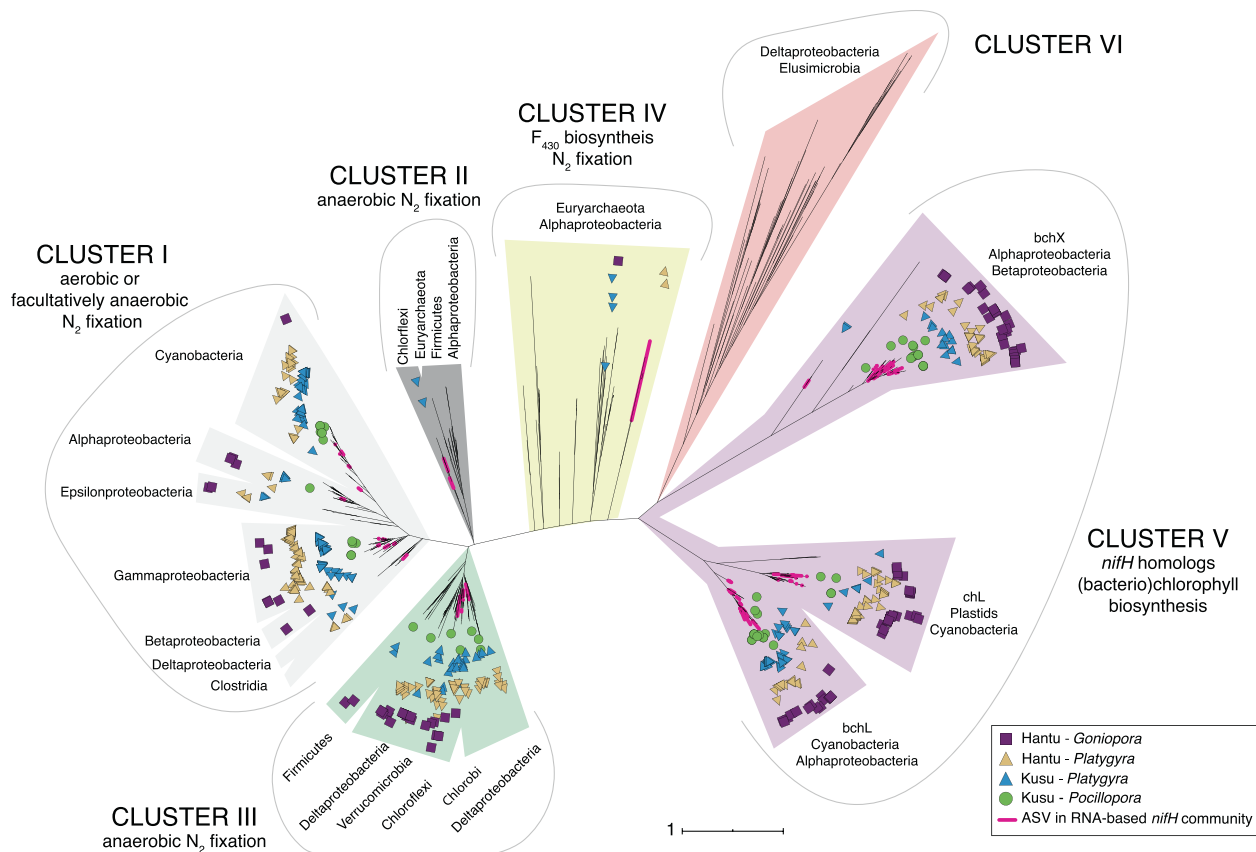 CLUSTER VI
Deltaproteobacteria
Elusimicrobia
CLUSTER IV
F430 biosyntheis
N2 fixation
Euryarchaeota
Alphaproteobacteria
CLUSTER II
anaerobic N2 fixation
Chlorflexi
Euryarchaeota
Firmicutes
Alphaproteobacteria
CLUSTER I
aerobic or
facultatively anaerobic
N2 fixation
Cyanobacteria
Alphaproteobacteria
Epsilonproteobacteria
Gammaproteobacteria
Betaproteobacteria
Deltaproteobacteria
Clostridia
CLUSTER III
anaerobic N2 fixation
Firmicutes
Deltaproteobacteria
Verrucomicrobia
Chloroflexi
Chlorobi
Deltaproteobacteria
bchX
Alphaproteobacteria
Betaproteobacteria
CLUSTER V
nifH homologs
(bacterio)chlorophyll
biosynthesis
chL
Plastids
Cyanobacteria
bchL
Cyanobacteria
Alphaproteobacteria
1
Hantu - Goniopora
Hantu - Platygyra
Kusu - Platygyra
Kusu - Pocillopora
ASV in RNA-based nifH community